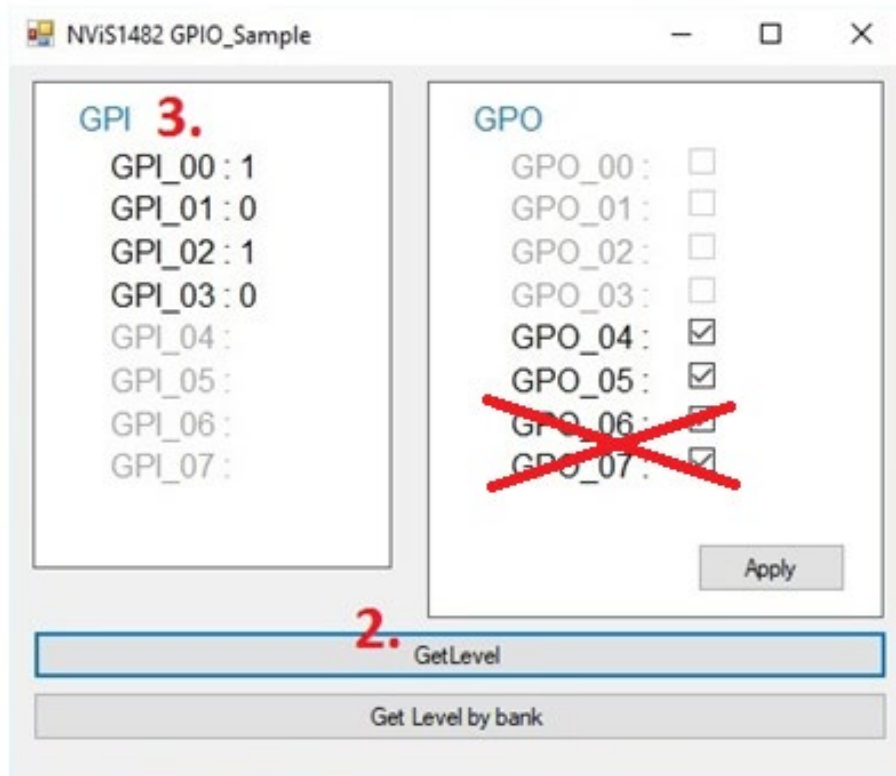 NViS1482 GPIO_Sample
GPI 3.
GPI_00 : 1
GPI_01 : 0
GPI_02 : 1
GPI_03 : 0
GPI_04 :
GPI_05 :
GPI_06 :
GPI_07 :
GPO
GPO_00 :
GPO_01 :
GPO_02 :
GPO_03 :
GPO_04 :
GPO_05 :
GPO_06 :
GPO_07 :
Apply
2.
GetLevel
Get Level by bank